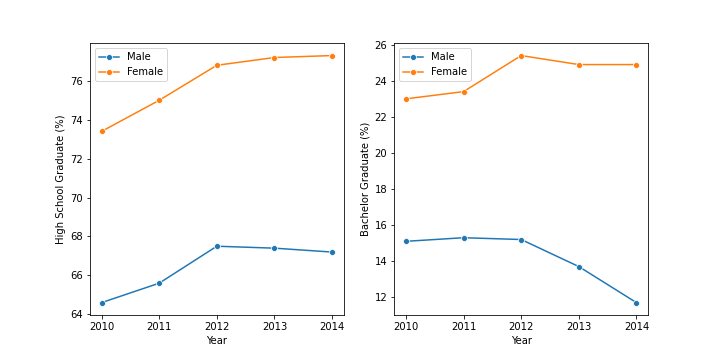 Male
Female
High School Graduate (%)
76
74
72
70
68
66
64
2010 2011 2012 2013 2014
Year
Male
Female
Bachelor Graduate (%)
26
24
22
20
18
16
14
12
2010 2011 2012 2013 2014
Year